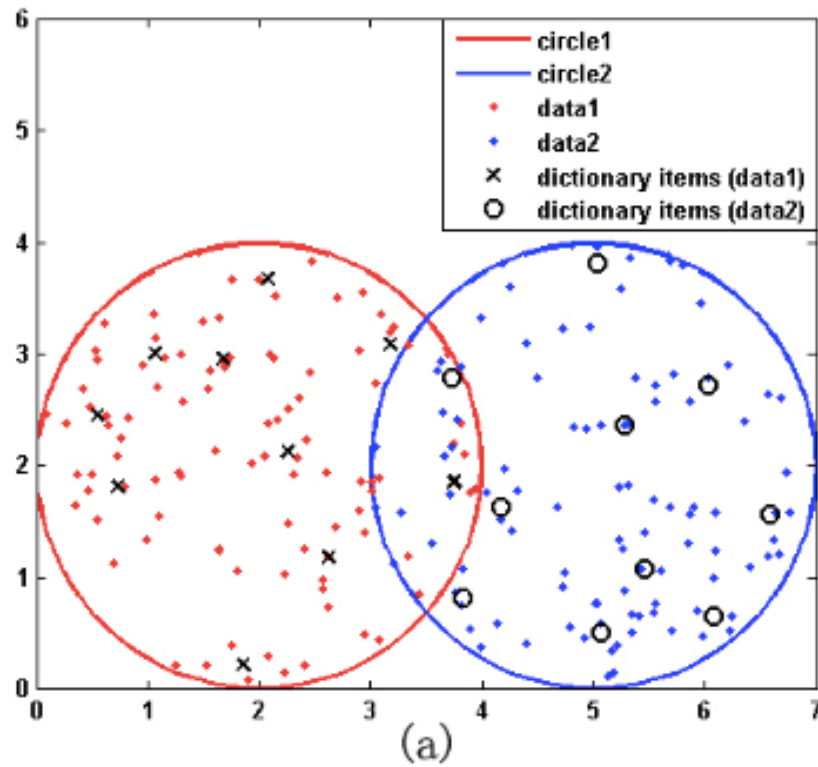 6
5
4
3
2
1
0
circle1
circle2
data1
data2
dictionary items (data1)
dictionary items (data2)
0 1 2 3 4 5 6 7
(a)